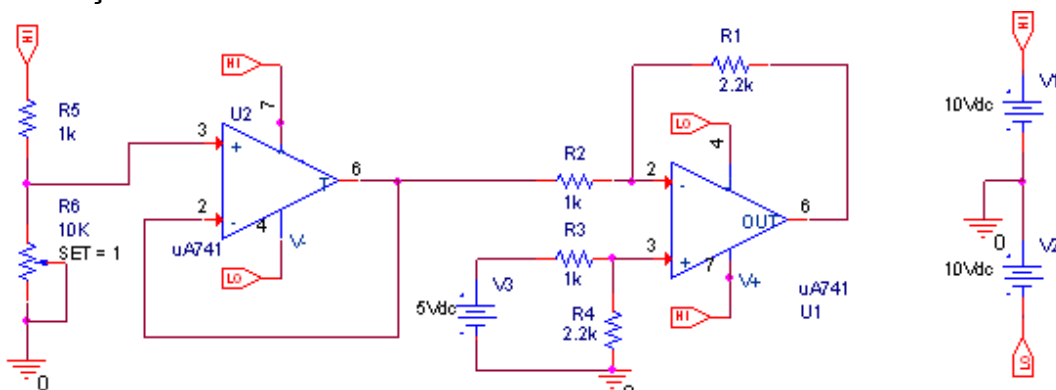 HI
R5
1k
R6
10K
SET = 1
0
HI
U2
7
3
+
2
-
6
4
V-
uA741
LO
R1
2.2k
LO
4
R2
1k
2
-
6
OUT
R3
1k
3
+
7
V+
uA741
U1
HI
V3
5Vdc
R4
2.2k
HI
V1
10Vdc
0
V2
10Vdc
LO